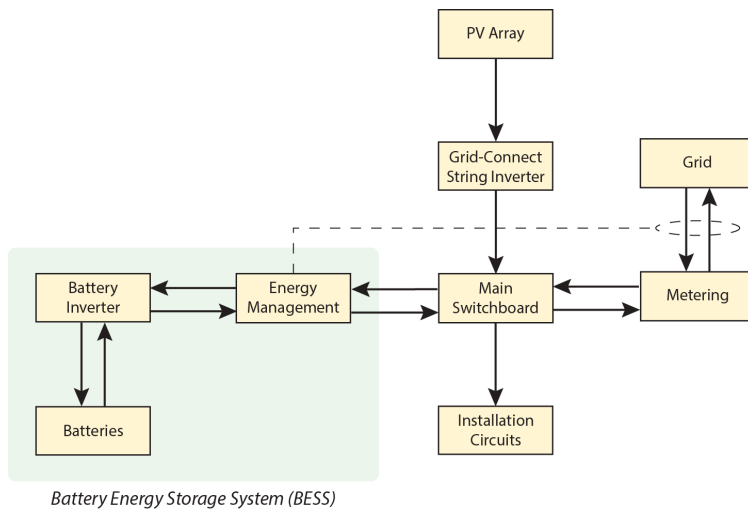 PV Array
Grid-Connect
String Inverter
Grid
Battery
Inverter
Energy
Management
Main
Switchboard
Metering
Batteries
Installation
Circuits
Battery Energy Storage System (BESS)